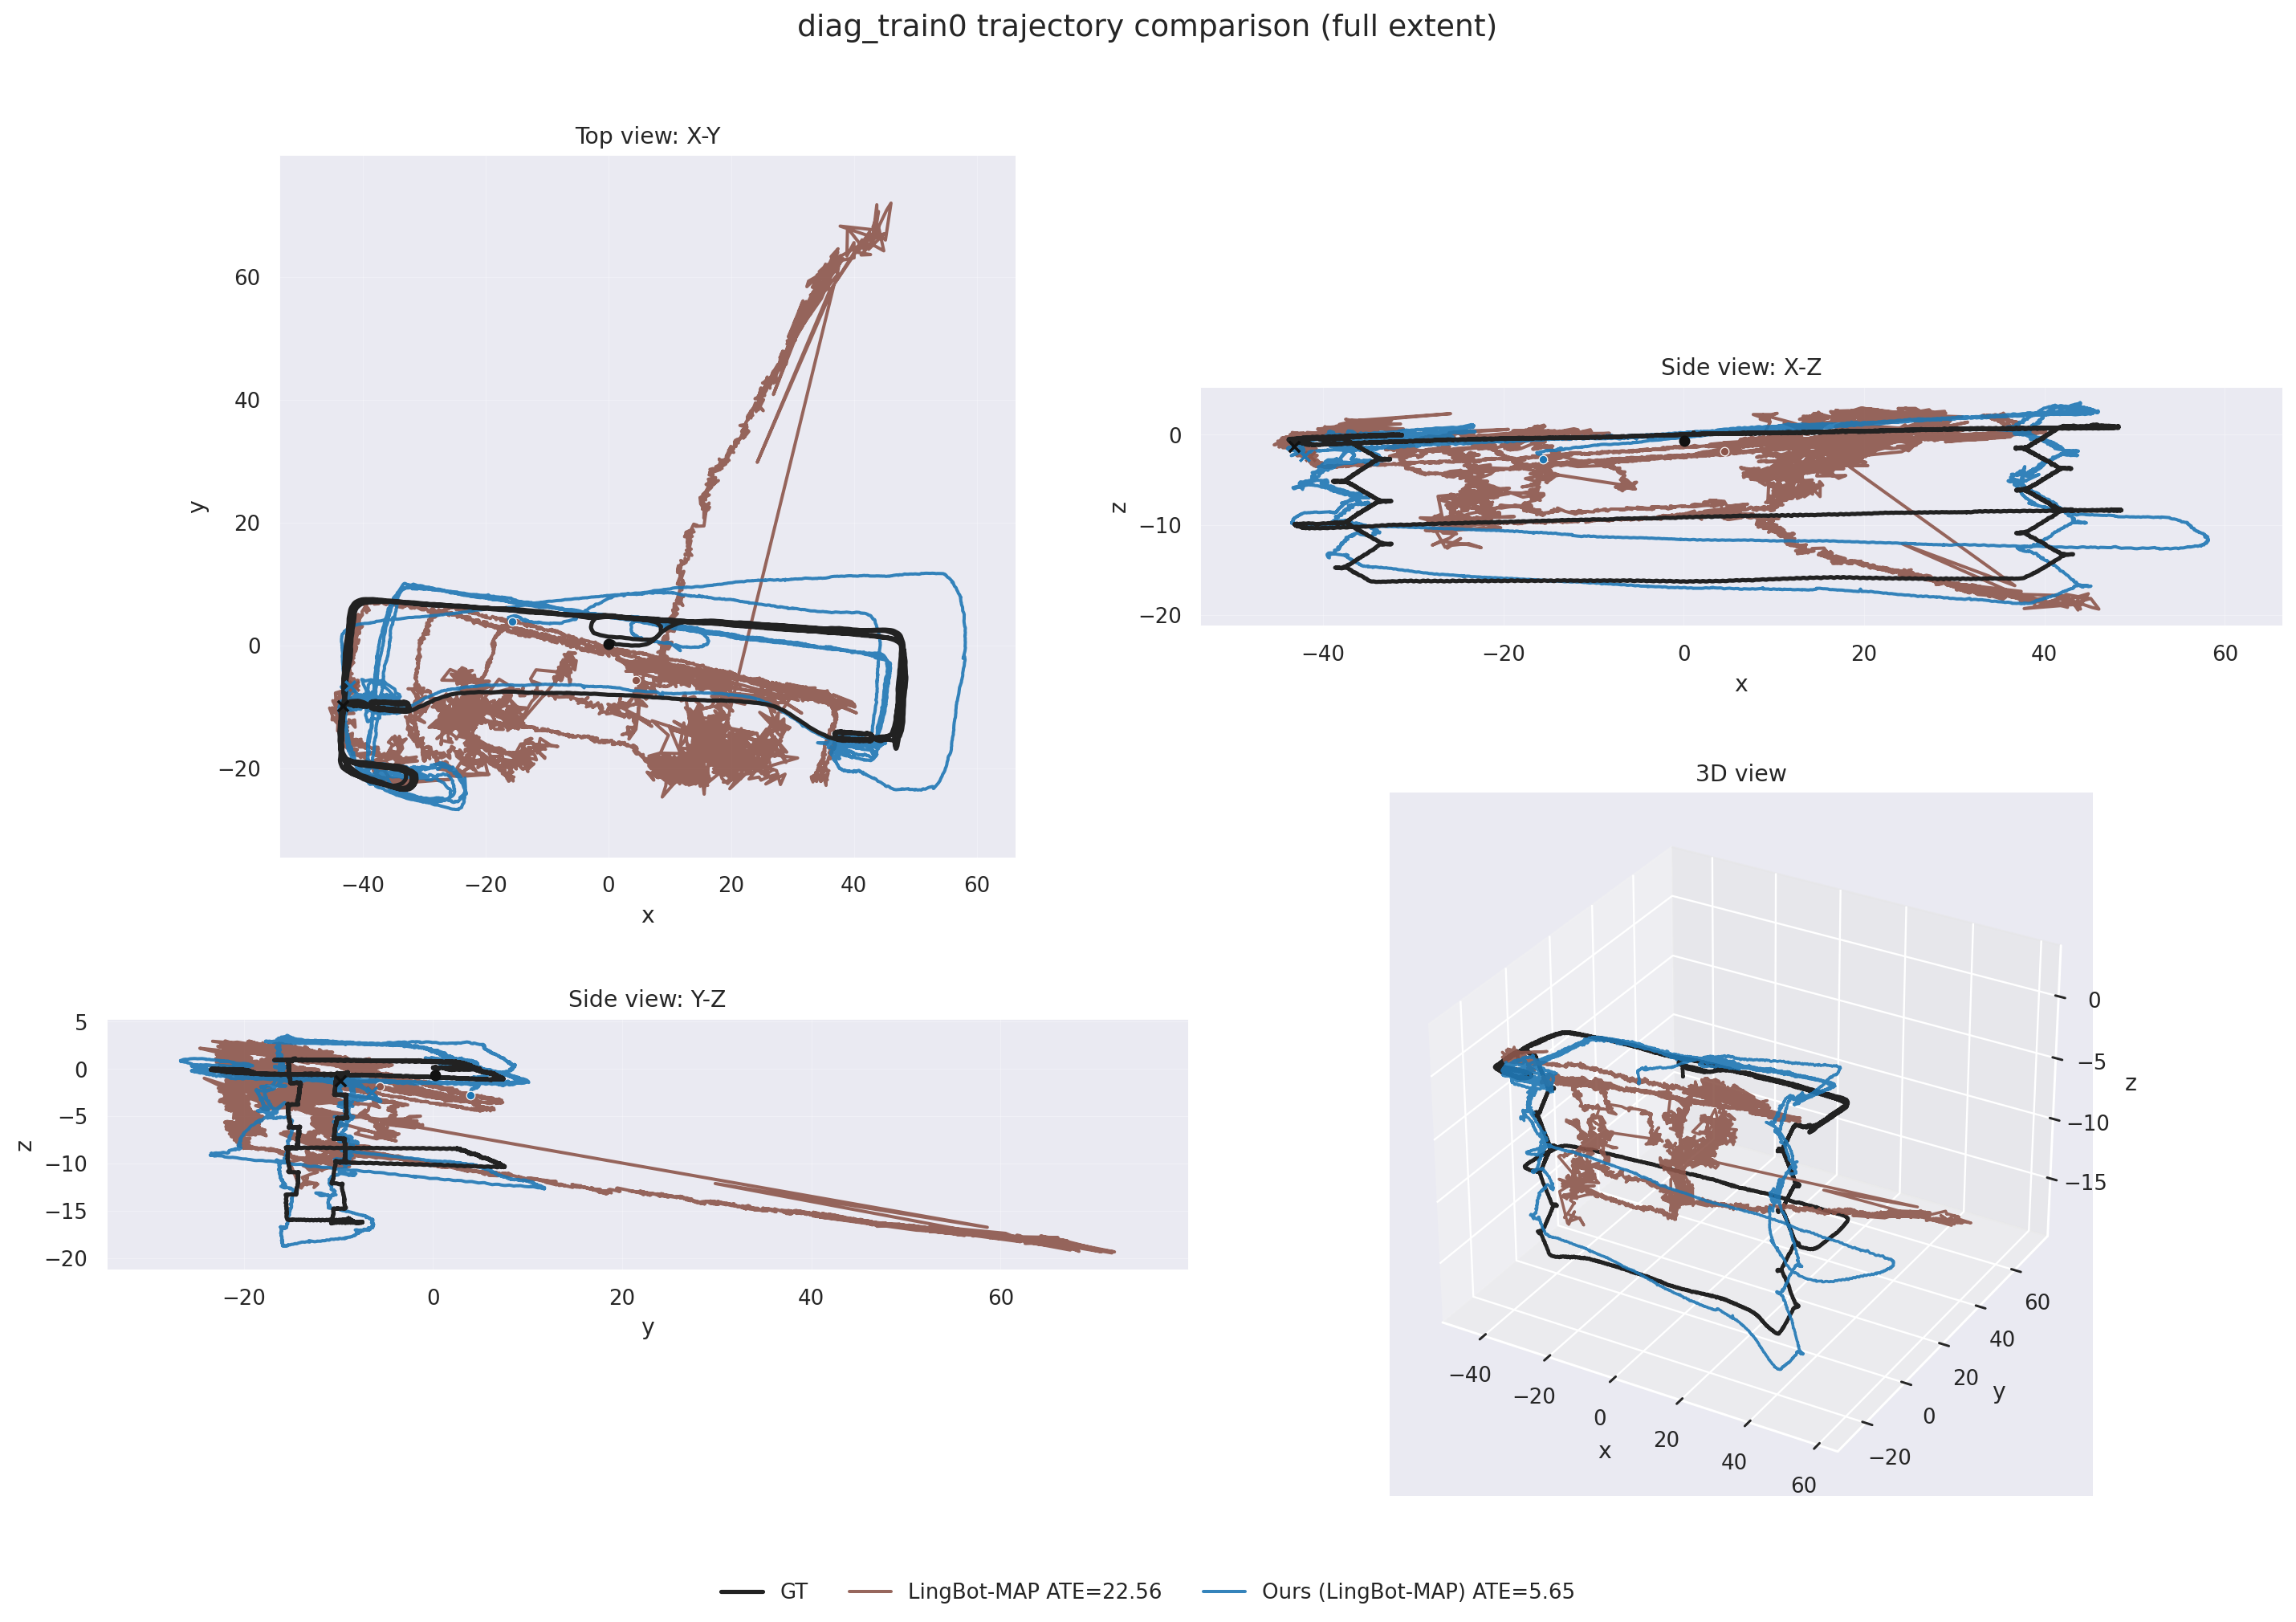 diag_train0 trajectory comparison (full extent)
Top view: X-Y
60
40
20
0
−20
y
−40 −20 0 20 40 60
x
Side view: X-Z
0
−10
−20
z
−40 −20 0 20 40 60
x
Side view: Y-Z
5
0
−5
−10
−15
−20
z
−20 0 20 40 60
y
3D view
0
−5
−10
−15
z
−40
−20
0
20
40
60
x
60
40
20
0
−20
y
GT LingBot-MAP ATE=22.56 Ours (LingBot-MAP) ATE=5.65